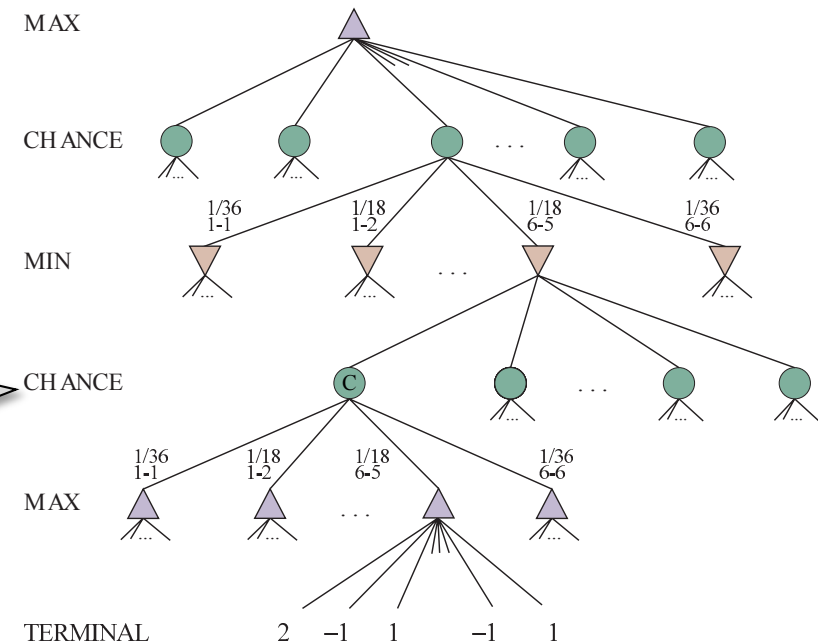 MAX
CHANCE
...
... ... ... ... ...
1/36 1/18 1/18 1/36
1-1 1-2 6-5 6-6
MIN
...
... ... ...
CHANCE C
...
... ... ...
1/36 1/18 1/18 1/36
1-1 1-2 6-5 6-6
MAX
...
... ... ...
TERMINAL 2 −1 1 −1 1